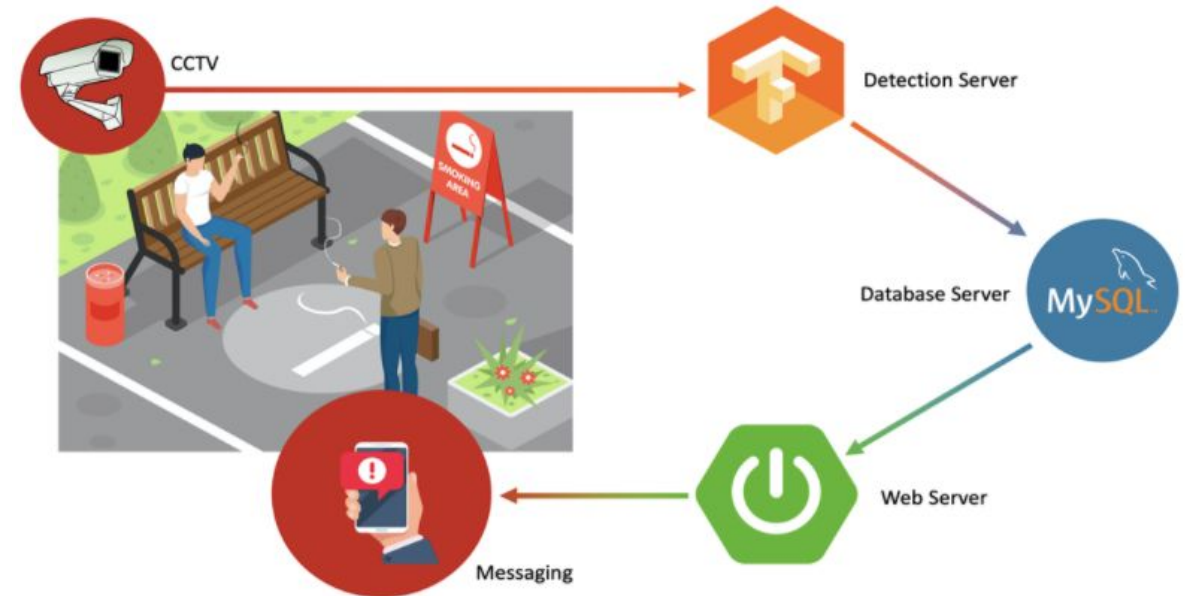 CCTV
Detection Server
SMOKING
AREA
Database Server
MySQL
Web Server
Messaging